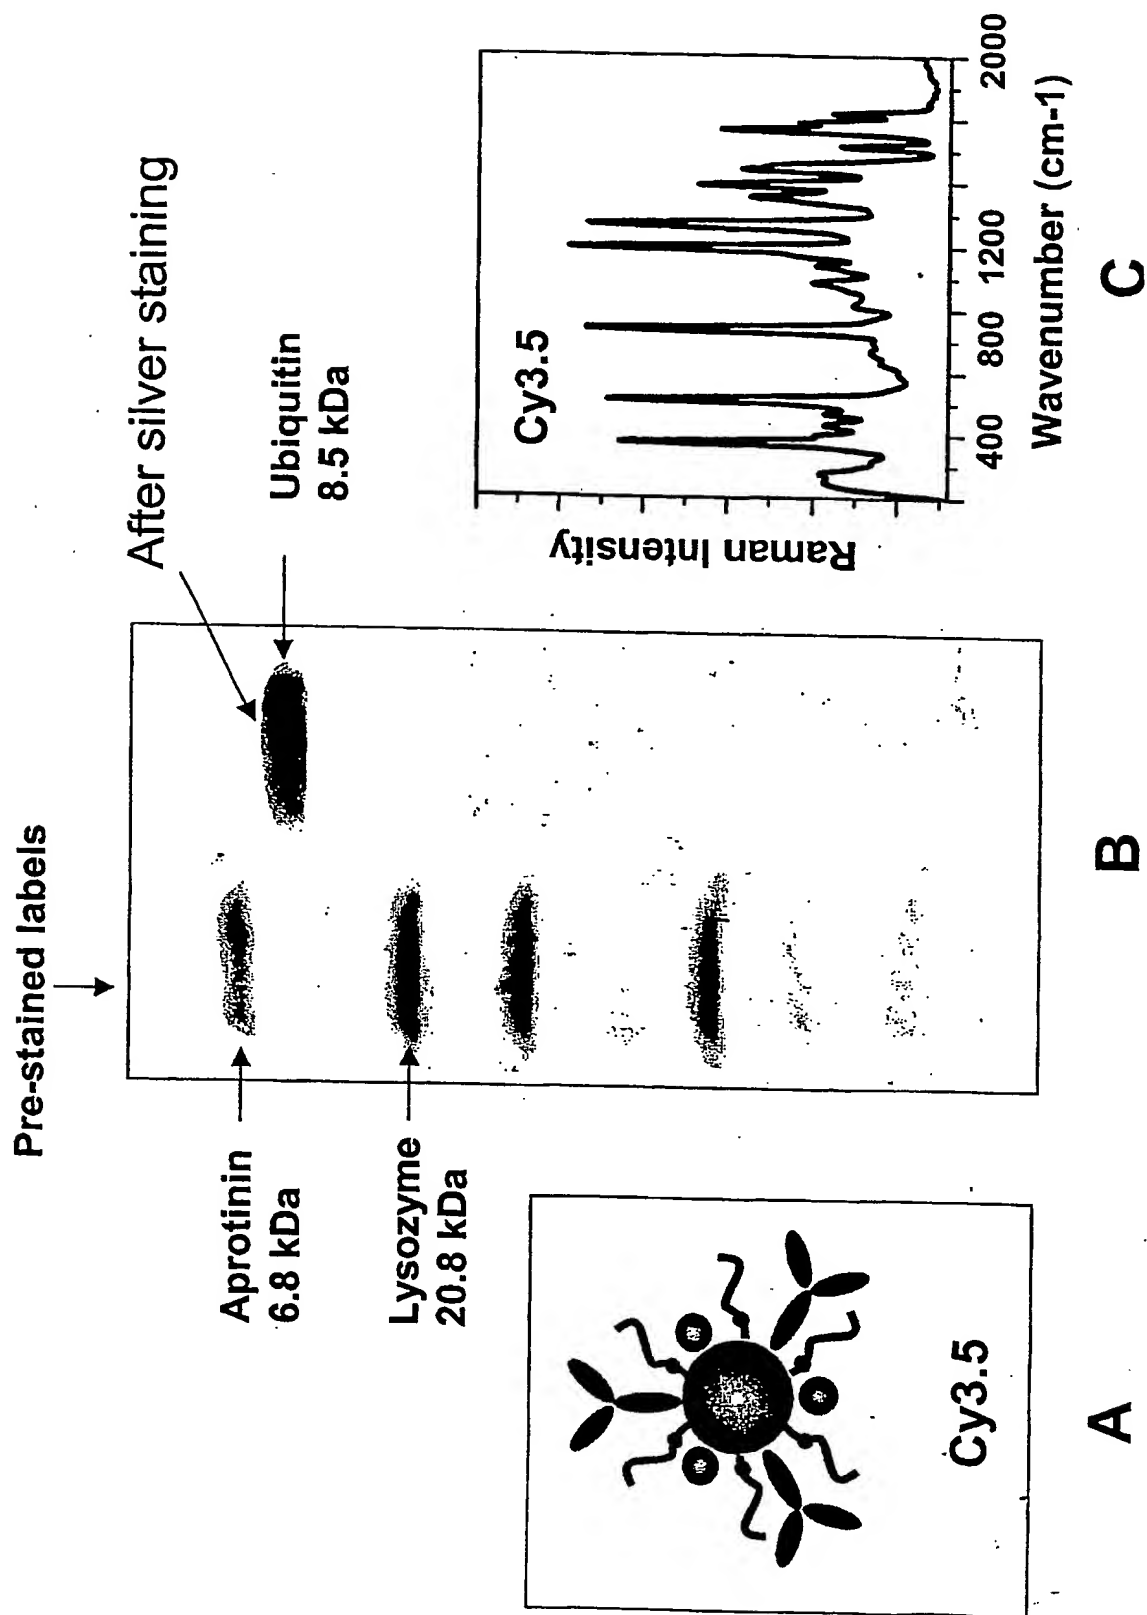 Pre-stained labels
After silver staining
Aprotinin
6.8 kDa
Lysozyme
20.8 kDa
Ubiquitin
8.5 kDa
Cy3.5
A
B
Cy3.5
Raman Intensity
400 800 1200 2000
Wavenumber (cm-1)
C